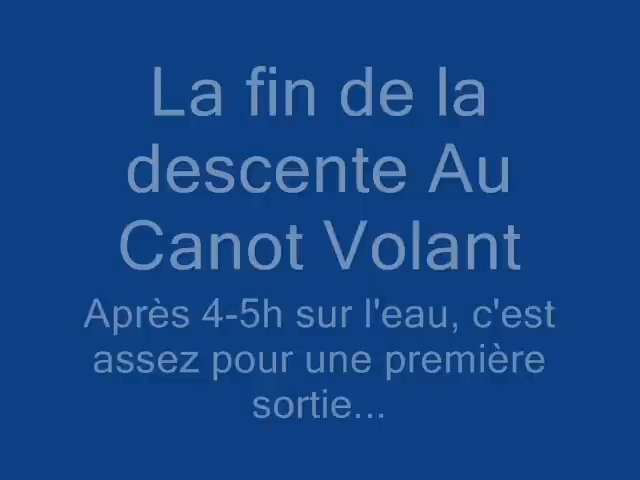 La fin de la
descente Au
Canot Volant
Après 4-5h sur l'eau, c'est
assez pour une première
sortie...